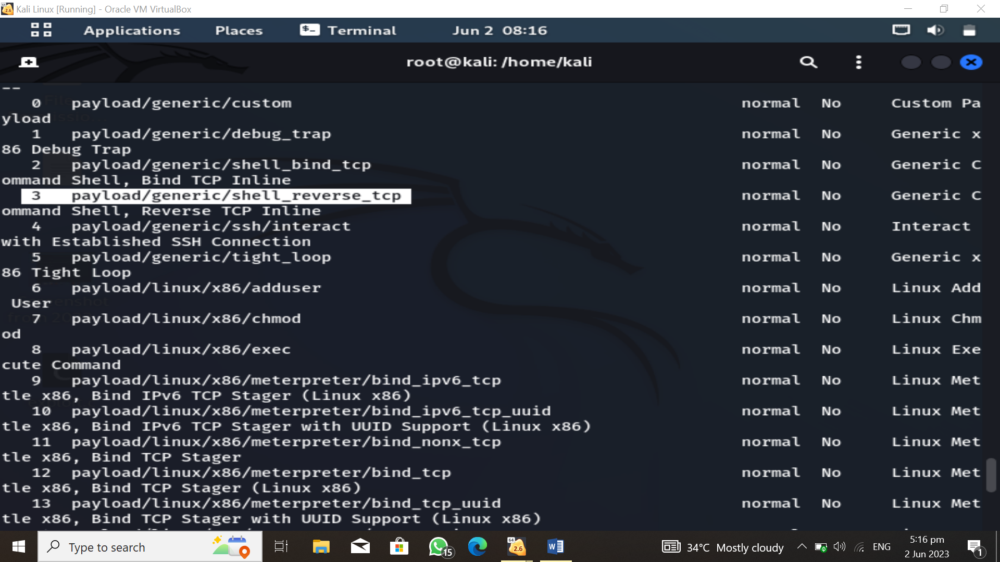 Kali Linux [Running] - Oracle VM VirtualBox
Applications Places Terminal Jun 2 08:16
root@kali: /home/kali
--
0 payload/generic/custom normal No Custom Pa
yload
1 payload/generic/debug_trap normal No Generic x
86 Debug Trap
2 payload/generic/shell_bind_tcp normal No Generic C
ommand Shell, Bind TCP Inline
3 payload/generic/shell_reverse_tcp normal No Generic C
ommand Shell, Reverse TCP Inline
4 payload/generic/ssh/interact normal No Interact
with Established SSH Connection
5 payload/generic/tight_loop normal No Generic x
86 Tight Loop
6 payload/linux/x86/adduser normal No Linux Add
User
7 payload/linux/x86/chmod normal No Linux Chm
od
8 payload/linux/x86/exec normal No Linux Exe
cute Command
9 payload/linux/x86/meterpreter/bind_ipv6_tcp normal No Linux Met
tle x86, Bind IPv6 TCP Stager (Linux x86)
10 payload/linux/x86/meterpreter/bind_ipv6_tcp_uuid normal No Linux Met
tle x86, Bind IPv6 TCP Stager with UUID Support (Linux x86)
11 payload/linux/x86/meterpreter/bind_nonx_tcp normal No Linux Met
tle x86, Bind TCP Stager
12 payload/linux/x86/meterpreter/bind_tcp normal No Linux Met
tle x86, Bind TCP Stager (Linux x86)
13 payload/linux/x86/meterpreter/bind_tcp_uuid normal No Linux Met
tle x86, Bind TCP Stager with UUID Support (Linux x86)
Type to search 15 64 2.6 34°C Mostly cloudy ENG 5:16 pm 1
2 Jun 2023